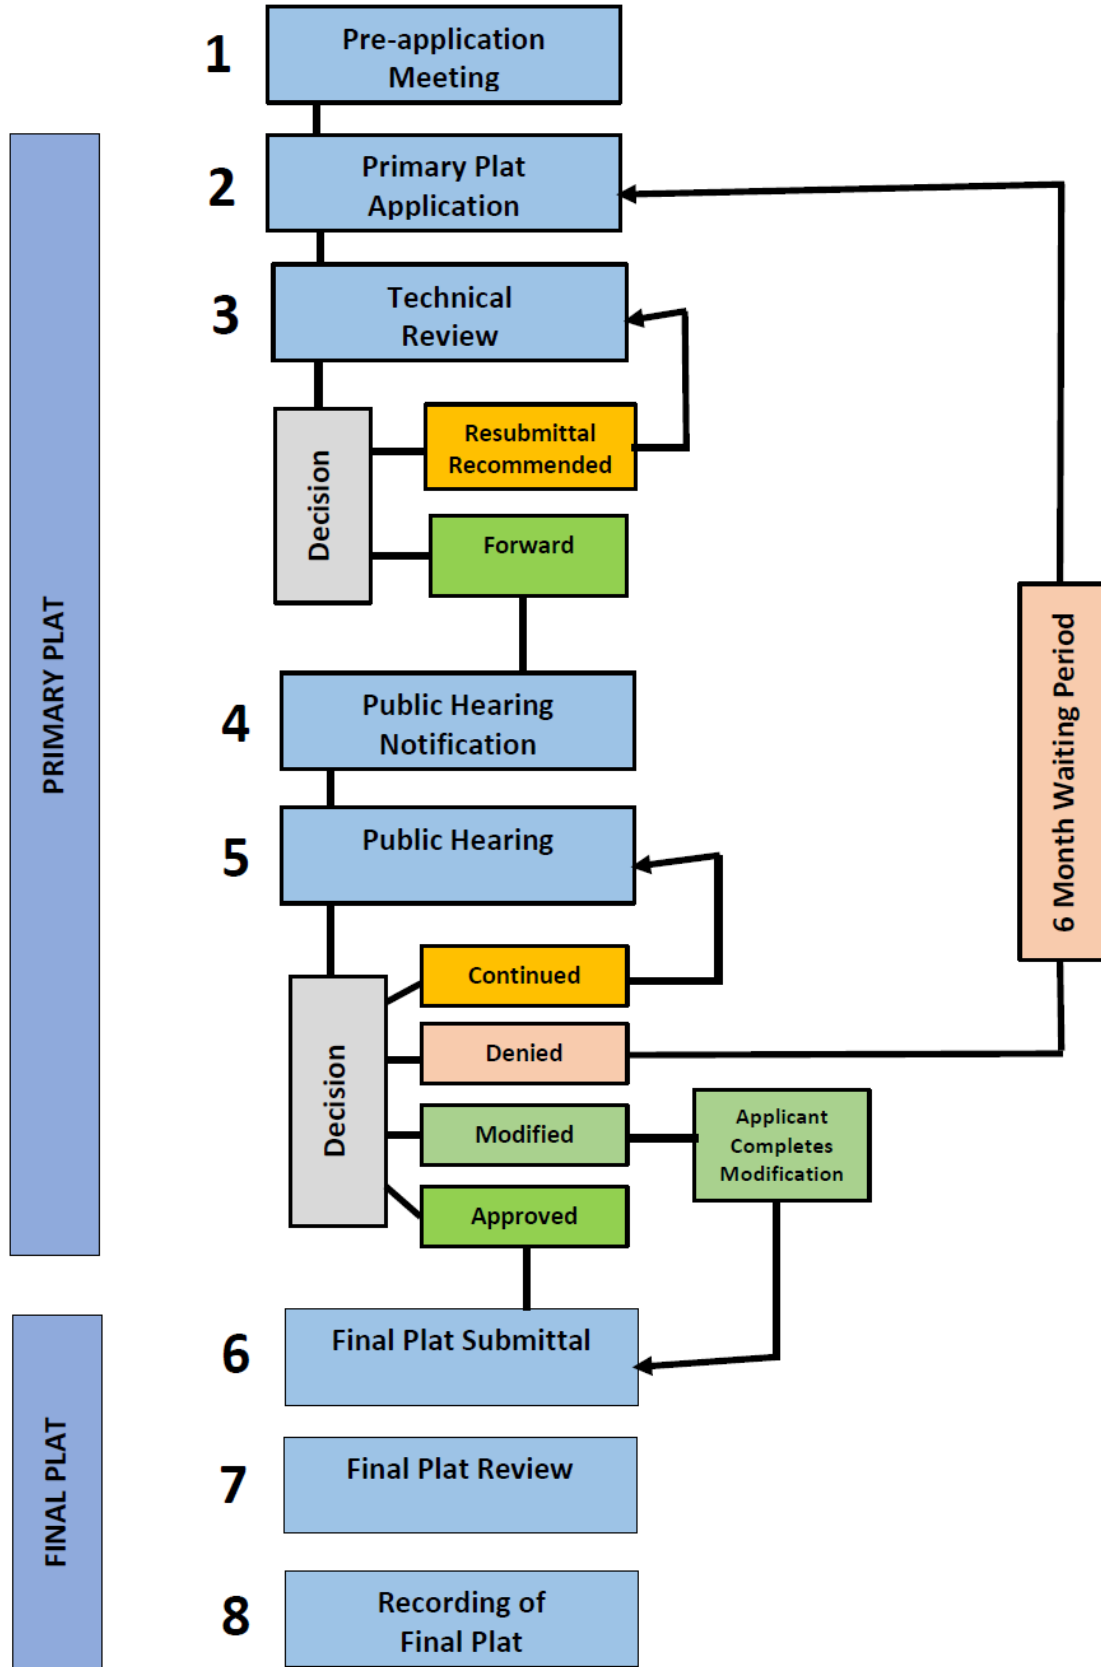 1
Pre-application
Meeting
PRIMARY PLAT
2
Primary Plat
Application
3
Technical
Review
Decision
Resubmittal
Recommended
Forward
6 Month Waiting Period
4
Public Hearing
Notification
5
Public Hearing
Decision
Continued
Denied
Modified
Applicant
Completes
Modification
Approved
FINAL PLAT
6
Final Plat Submittal
7
Final Plat Review
8
Recording of
Final Plat